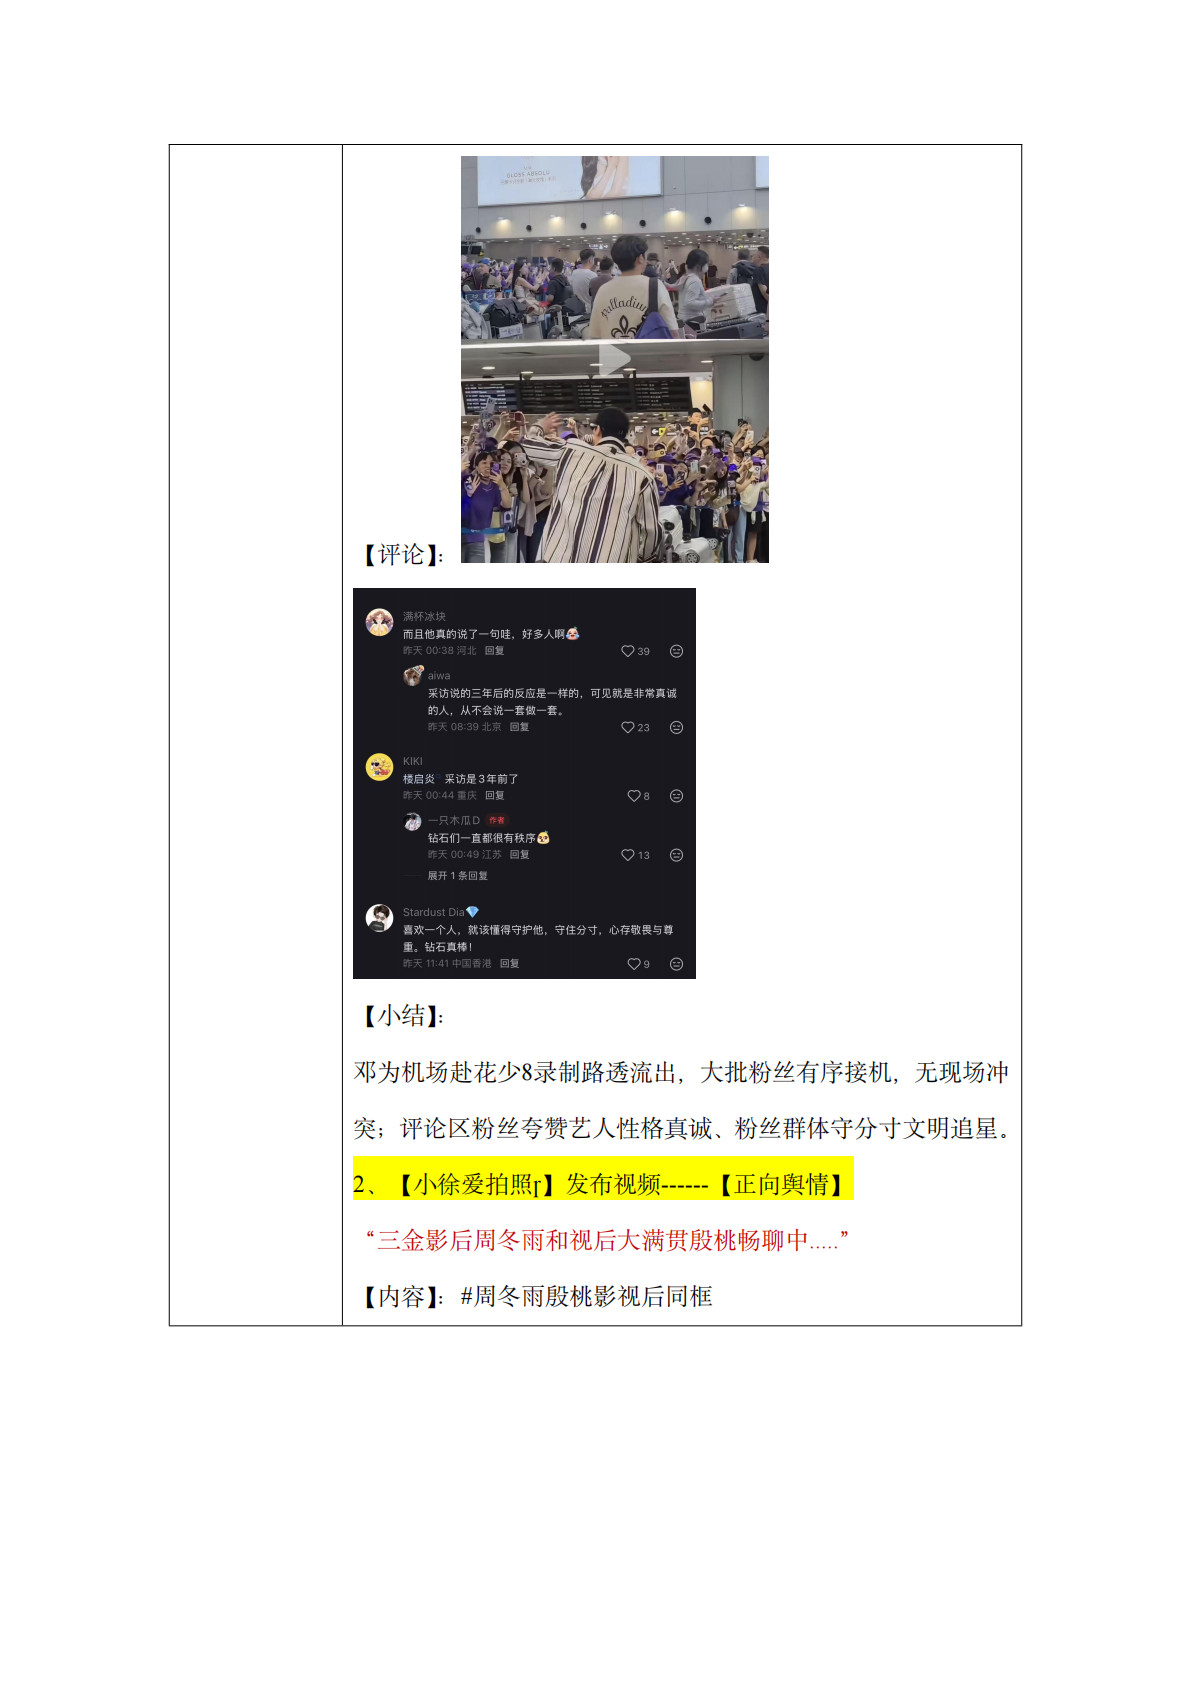 GLOSS ABSOLU
Palladium
【评论】:
满杯冰块
而且他真的说了一句哇，好多人啊
昨天 00:38 河北 回复
39
aiwa
采访说的三年后的反应是一样的，可见就是非常真诚
的人，从不会说一套做一套。
昨天 08:39 北京 回复
23
KIKI
楼启炎 采访是3年前了
昨天 00:44 重庆 回复
8
一只木瓜D 作者
钻石们一直都很有秩序
昨天 00:49 江苏 回复
13
展开 1 条回复
Stardust Dia💎
喜欢一个人，就该懂得守护他，守住分寸，心存敬畏与尊
重。钻石真棒！
昨天 11:41 中国香港 回复
9
【小结】:
邓为机场赴花少8录制路透流出，大批粉丝有序接机，无现场冲
突；评论区粉丝夸赞艺人性格真诚、粉丝群体守分寸文明追星。
2、【小徐爱拍照ɼ】发布视频------【正向舆情】
“三金影后周冬雨和视后大满贯殷桃畅聊中.....”
【内容】：#周冬雨殷桃影视后同框